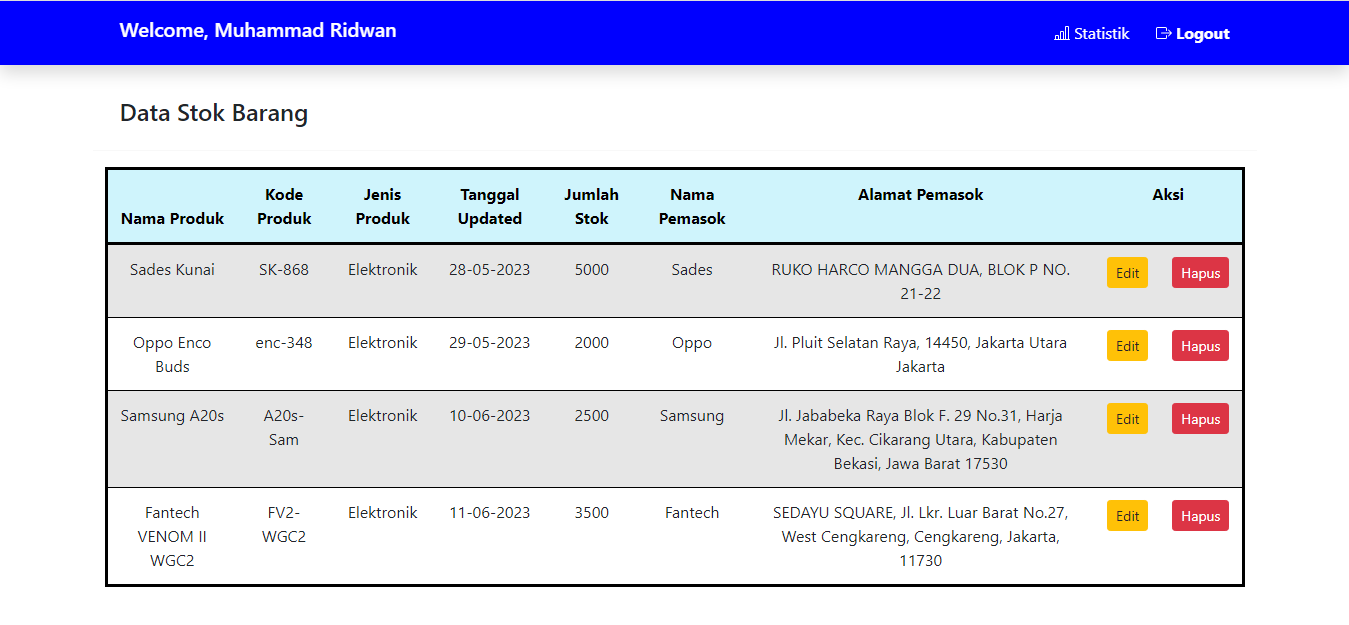 Welcome, Muhammad Ridwan
Statistik
Logout
Data Stok Barang
Nama Produk
Kode
Produk
Jenis
Produk
Tanggal
Updated
Jumlah
Stok
Nama
Pemasok
Alamat Pemasok
Aksi
Sades Kunai
SK-868
Elektronik
28-05-2023
5000
Sades
RUKO HARCO MANGGA DUA, BLOK P NO.
21-22
Edit
Hapus
Oppo Enco
Buds
enc-348
Elektronik
29-05-2023
2000
Oppo
Jl. Pluit Selatan Raya, 14450, Jakarta Utara
Jakarta
Edit
Hapus
Samsung A20s
A20s-
Sam
Elektronik
10-06-2023
2500
Samsung
Jl. Jababeka Raya Blok F. 29 No.31, Harja
Mekar, Kec. Cikarang Utara, Kabupaten
Bekasi, Jawa Barat 17530
Edit
Hapus
Fantech
VENOM II
WGC2
FV2-
WGC2
Elektronik
11-06-2023
3500
Fantech
SEDAYU SQUARE, Jl. Lkr. Luar Barat No.27,
West Cengkareng, Cengkareng, Jakarta,
11730
Edit
Hapus